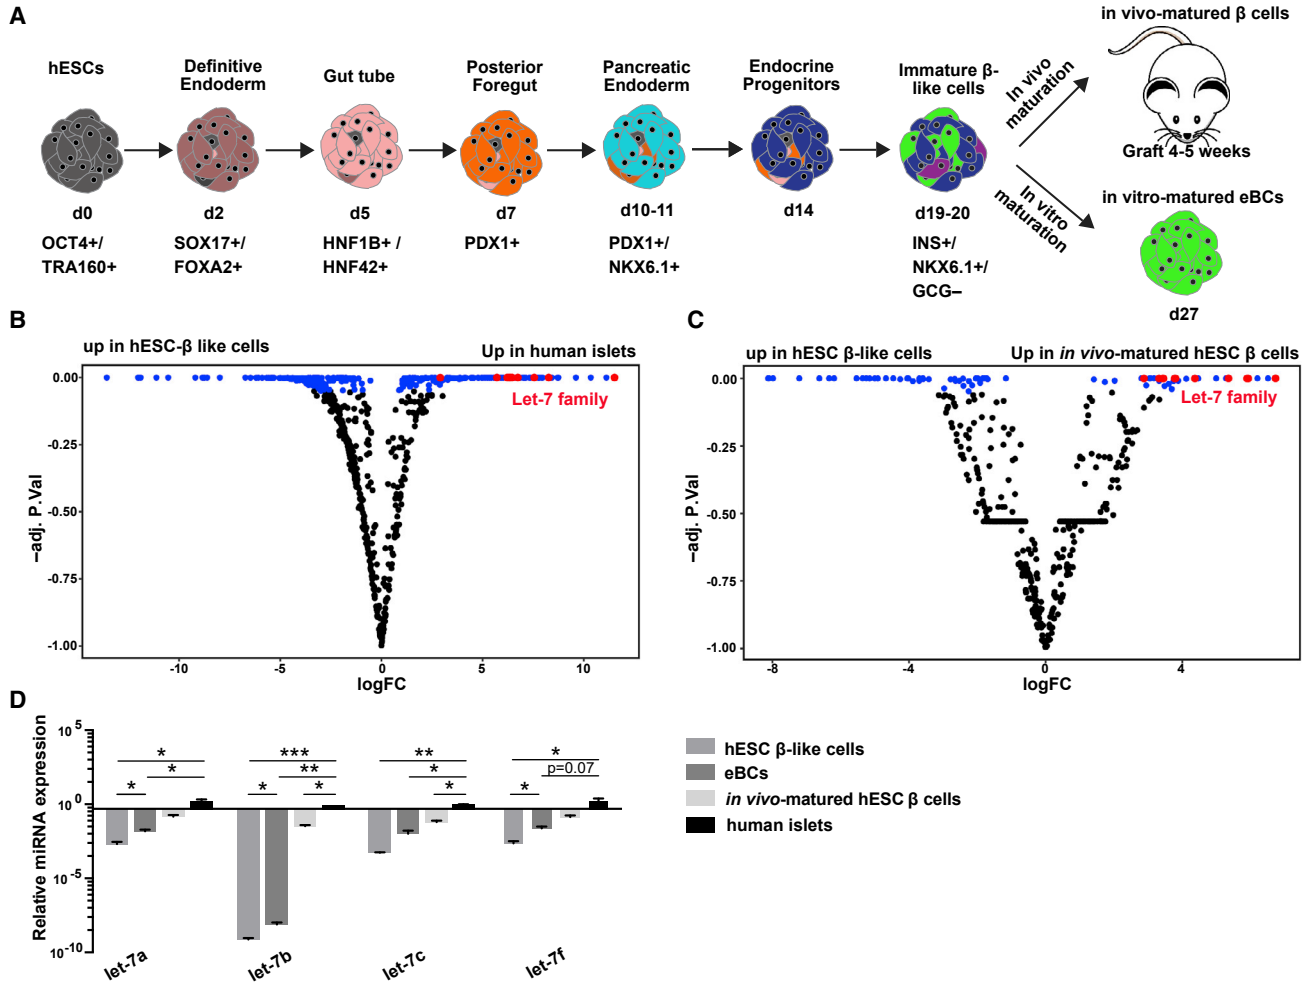 A
in vivo-matured β cells
hESCs
Definitive
Endoderm
Gut tube
Posterior
Foregut
Pancreatic
Endoderm
Endocrine
Progenitors
Immature β-
like cells
In vivo
maturation
Graft 4-5 weeks
In vitro
maturation
in vitro-matured eBCs
d0
d2
d5
d7
d10-11
d14
d19-20
d27
OCT4+/
TRA160+
SOX17+/
FOXA2+
HNF1B+ /
HNF42+
PDX1+
PDX1+/
NKX6.1+
INS+/
NKX6.1+/
GCG–
B
up in hESC-β like cells
Up in human islets
Let-7 family
–adj. P.Val
0.00
-0.25
-0.50
-0.75
-1.00
-10
-5
0
5
10
logFC
C
up in hESC β-like cells
Up in in vivo-matured hESC β cells
Let-7 family
–adj. P.Val
0.00
-0.25
-0.50
-0.75
-1.00
-8
-4
0
4
logFC
D
Relative miRNA expression
10^5
10^0
10^-5
10^-10
*
*
*
***
**
*
*
**
*
*
*
p=0.07
*
let-7a
let-7b
let-7c
let-7f
hESC β-like cells
eBCs
in vivo-matured hESC β cells
human islets